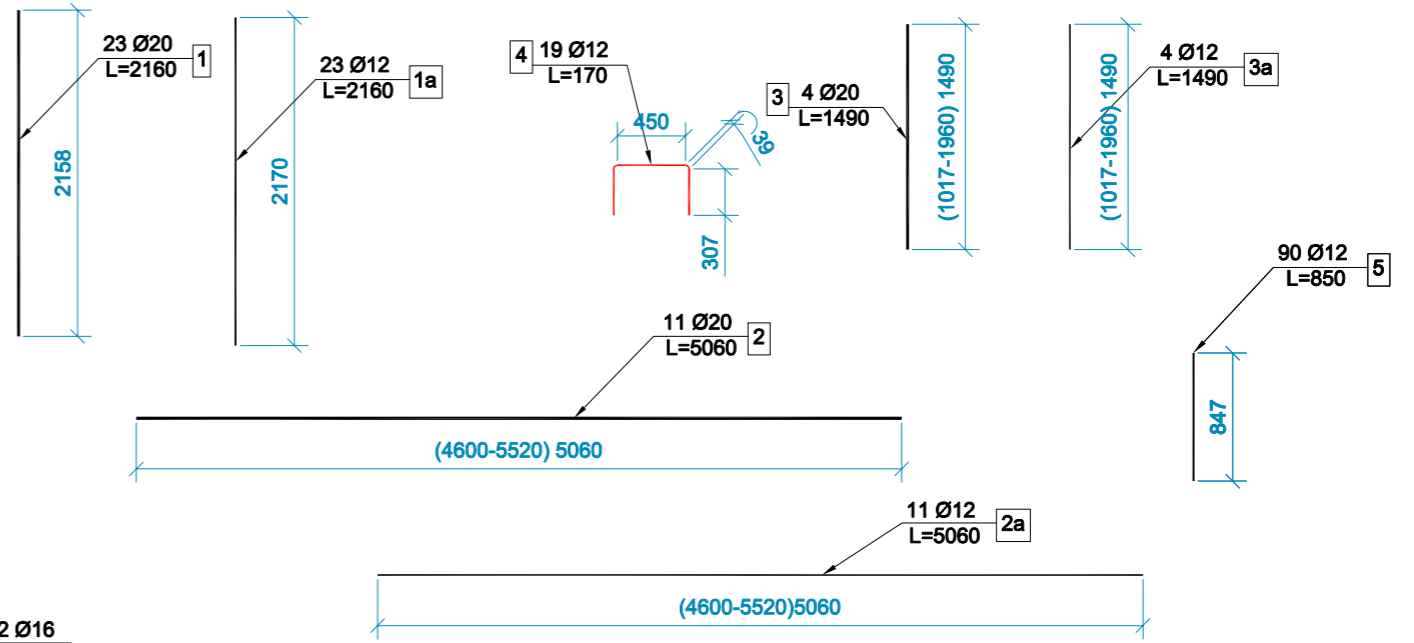 23 Ø20
L=2160
1
2158
23 Ø12
L=2160
1a
2170
4
19 Ø12
L=170
450
39
307
3
4 Ø20
L=1490
(1017-1960) 1490
4 Ø12
L=1490
3a
(1017-1960) 1490
90 Ø12
L=850
5
847
11 Ø20
L=5060
2
(4600-5520) 5060
11 Ø12
L=5060
2a
(4600-5520)5060
2 Ø16